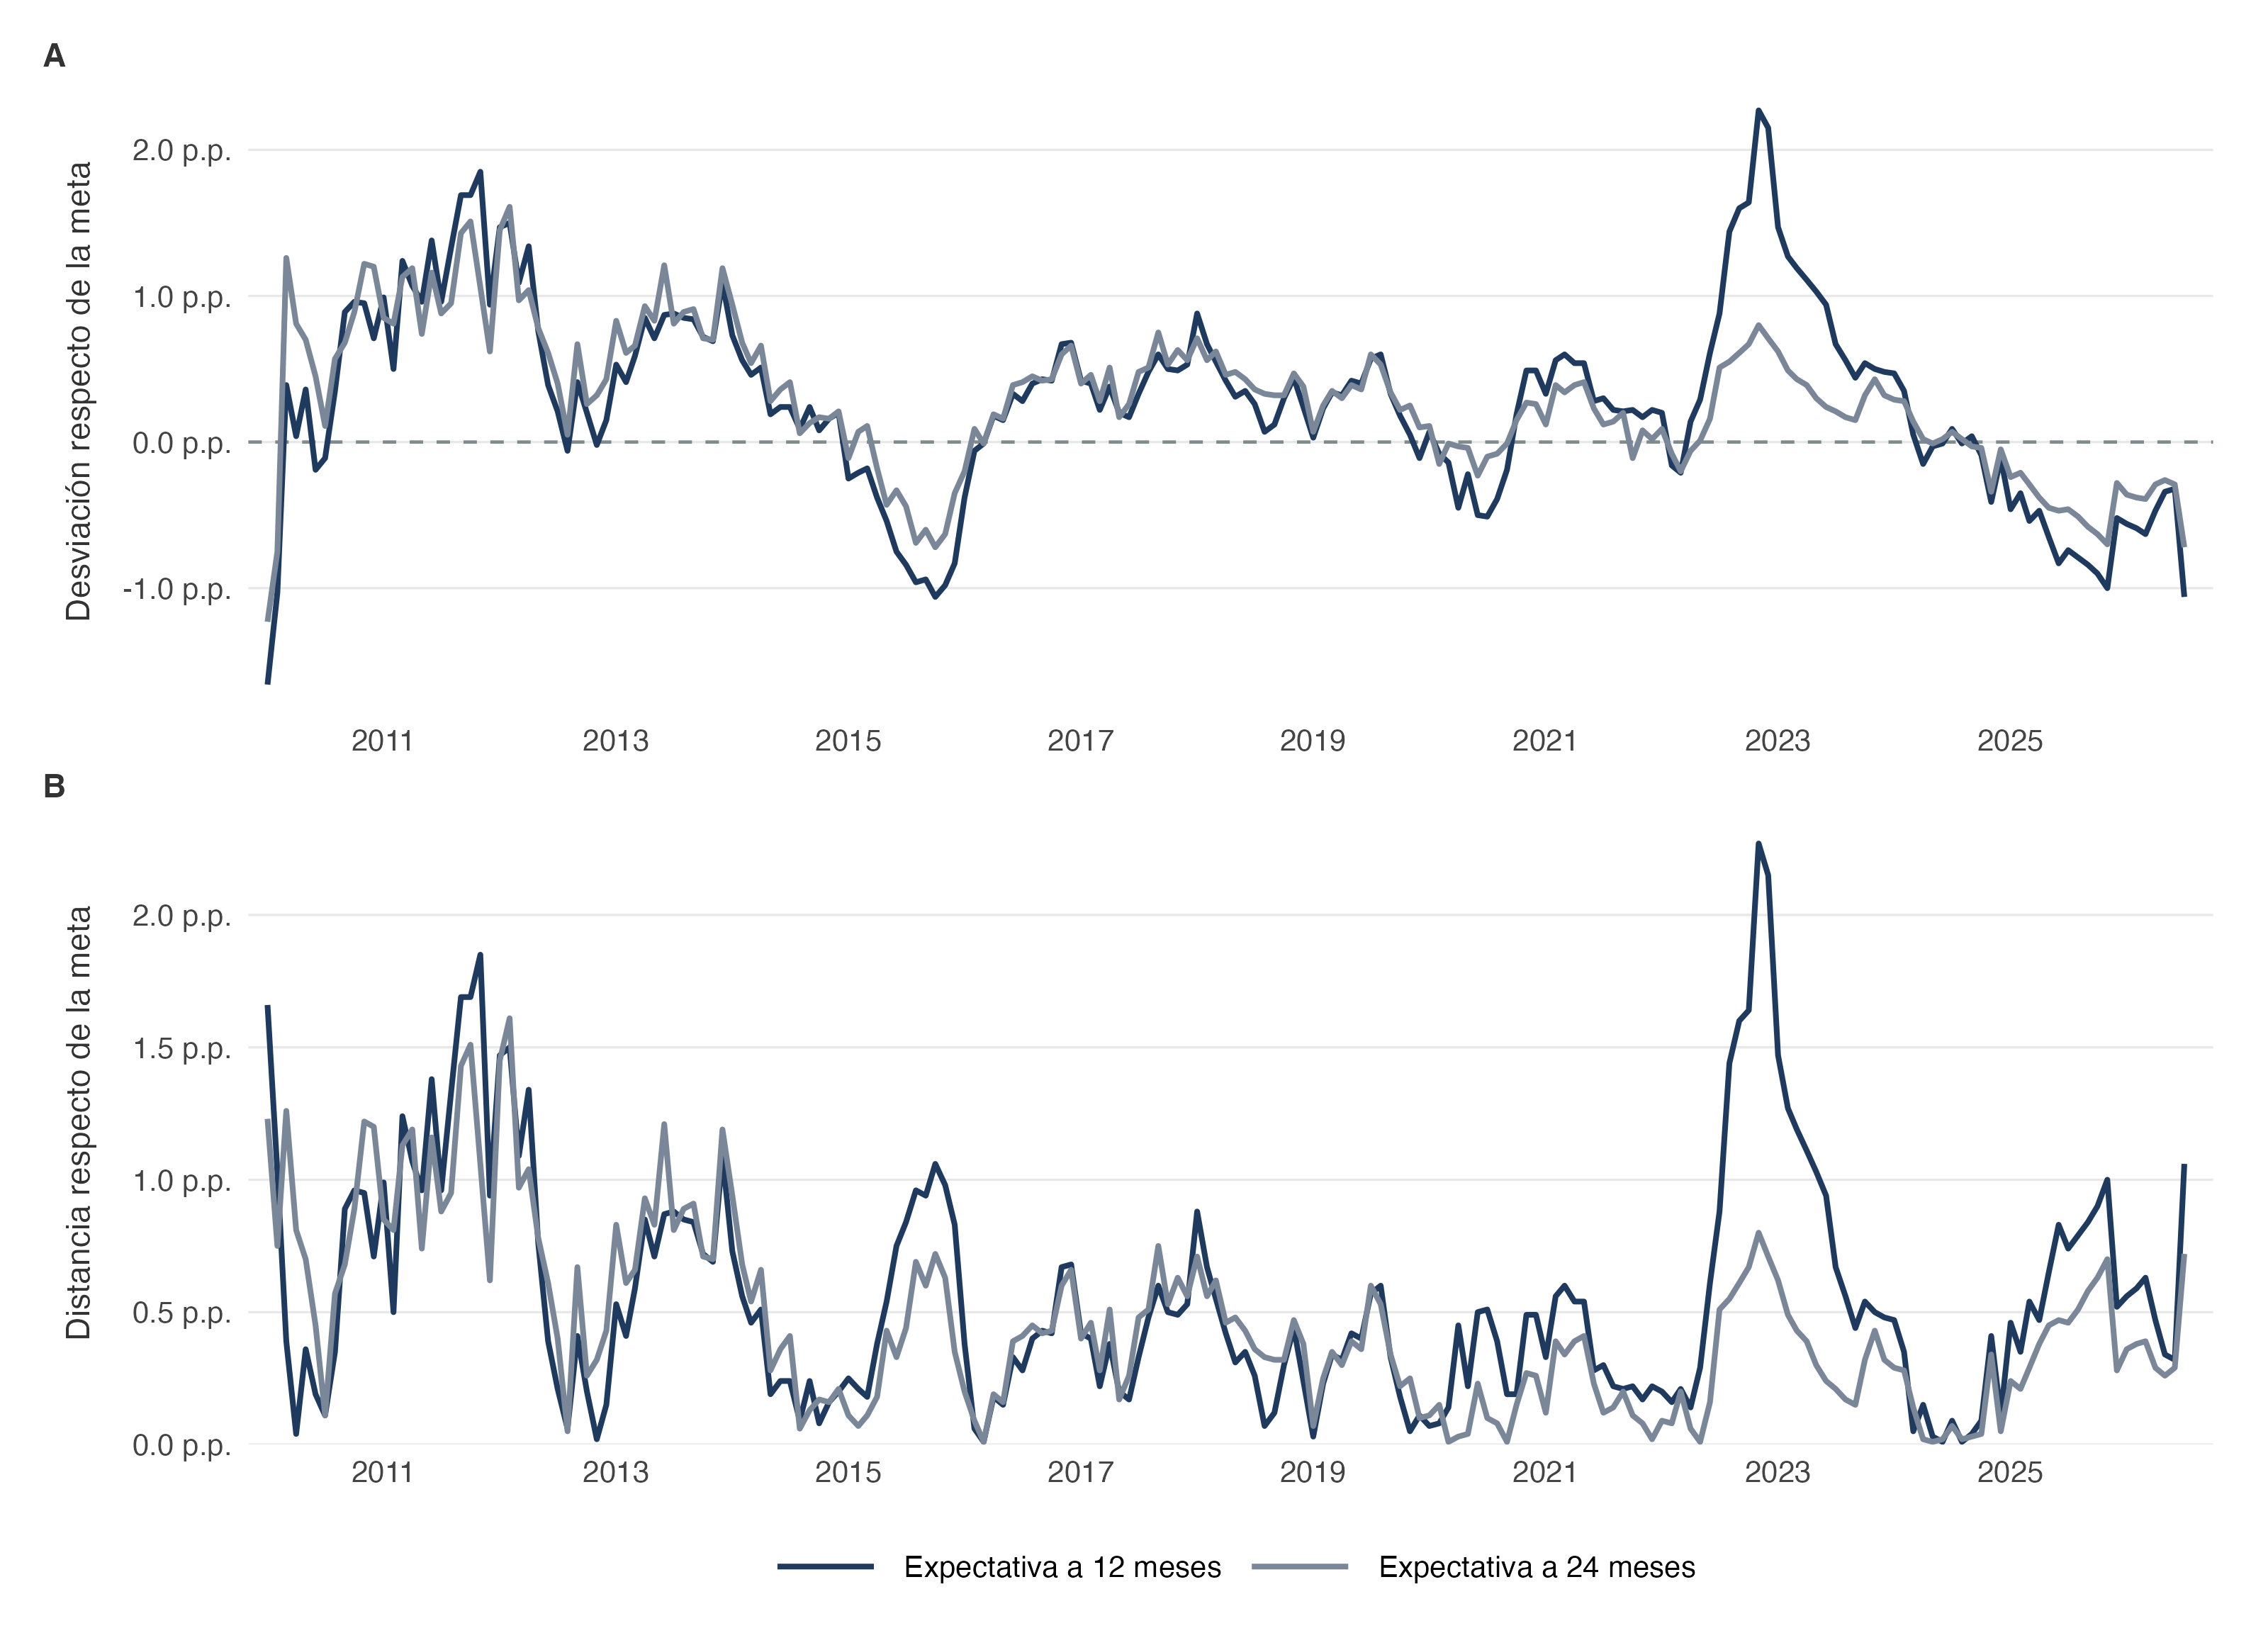 A
Desviación respecto de la meta
2.0 p.p.
1.0 p.p.
0.0 p.p.
-1.0 p.p.
2011 2013 2015 2017 2019 2021 2023 2025
B
Distancia respecto de la meta
2.0 p.p.
1.5 p.p.
1.0 p.p.
0.5 p.p.
0.0 p.p.
2011 2013 2015 2017 2019 2021 2023 2025
Expectativa a 12 meses Expectativa a 24 meses